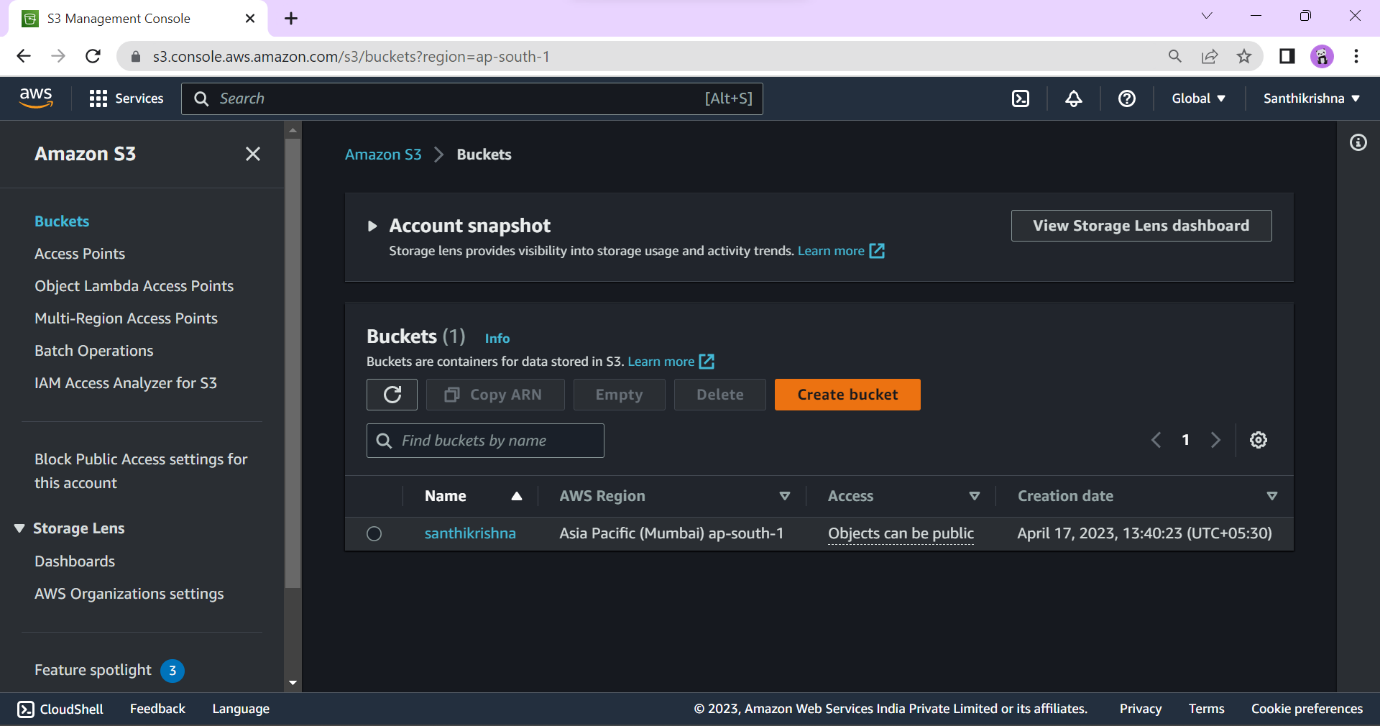 S3 Management Console
s3.console.aws.amazon.com/s3/buckets?region=ap-south-1
aws
Services
Search
[Alt+S]
Global
Santhikrishna
Amazon S3
Buckets
Access Points
Object Lambda Access Points
Multi-Region Access Points
Batch Operations
IAM Access Analyzer for S3
Block Public Access settings for
this account
Storage Lens
Dashboards
AWS Organizations settings
Feature spotlight 3
Amazon S3 > Buckets
Account snapshot
Storage lens provides visibility into storage usage and activity trends. Learn more
View Storage Lens dashboard
Buckets (1) Info
Buckets are containers for data stored in S3. Learn more
Copy ARN Empty Delete Create bucket
Find buckets by name
1
Name AWS Region Access Creation date
santhikrishna Asia Pacific (Mumbai) ap-south-1 Objects can be public April 17, 2023, 13:40:23 (UTC+05:30)
CloudShell Feedback Language © 2023, Amazon Web Services India Private Limited or its affiliates. Privacy Terms Cookie preferences